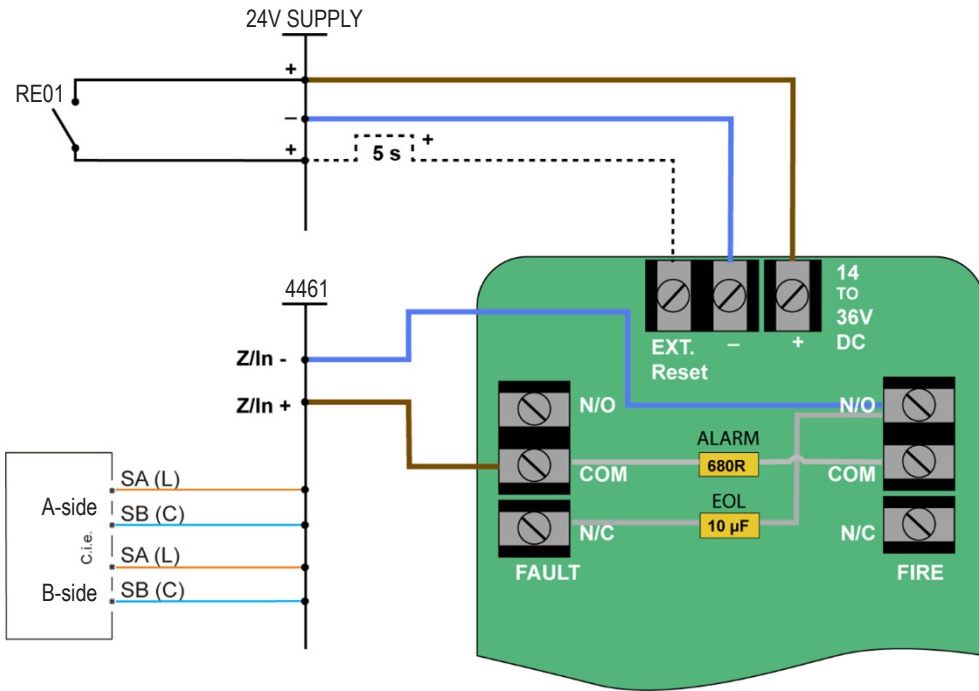 24V SUPPLY
+
RE01
–
+
5 s
+
4461
Z/In -
Z/In +
A-side
C.i.e.
B-side
SA (L)
SB (C)
SA (L)
SB (C)
EXT.
Reset
–
+
14
TO
36V
DC
N/O
COM
N/C
FAULT
ALARM
680R
EOL
10 µF
N/O
COM
N/C
FIRE